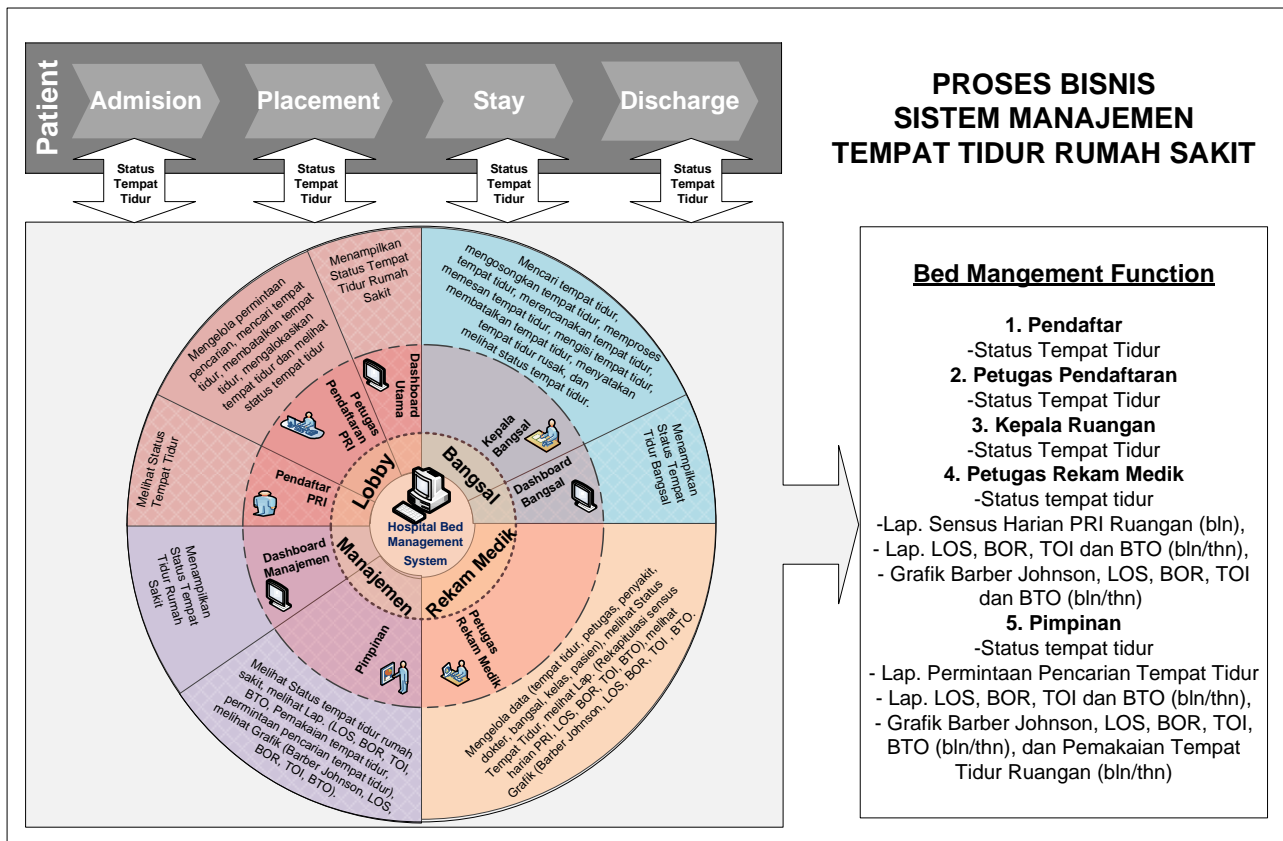 Patient
Admision
Placement
Stay
Discharge
Status
Tempat
Tidur
Status
Tempat
Tidur
Status
Tempat
Tidur
Status
Tempat
Tidur
PROSES BISNIS
SISTEM MANAJEMEN
TEMPAT TIDUR RUMAH SAKIT
Menampilkan
Status Tempat
Tidur Rumah
Sakit
Dashboard
Utama
Mengelola permintaan
pencarian, mencari tempat
tidur, membatalkan tempat
tidur, mengalokasikan
tempat tidur dan melihat
status tempat tidur
Petugas
Pendaftaran
PRI
Melihat Status
Tempat Tidur
Pendaftar
PRI
Lobby
Mencari tempat tidur,
mengosongkan tempat tidur, memproses
tempat tidur, merencanakan tempat tidur,
memesan tempat tidur, mengisi tempat tidur,
membatalkan tempat tidur, menyatakan
tempat tidur rusak, dan
melihat status tempat tidur.
Kepala
Bangsal
Menampilkan
Status Tempat
Tidur Bangsal
Dashboard
Bangsal
Bangsal
Hospital Bed
Management
System
Menampilkan
Status Tempat
Tidur Rumah
Sakit
Dashboard
Manajemen
Manajemen
Pimpinan
Melihat Status tempat tidur rumah
sakit, melihat Lap. (LOS, BOR, TOI,
BTO, Pemakaian tempat tidur,
permintaan pencarian tempat tidur),
melihat Grafik (Barber Johnson, LOS,
BOR, TOI, BTO).
Rekam Medik
Petugas
Rekam Medik
Mengelola data (tempat tidur, petugas, penyakit,
dokter, bangsal, kelas, pasien), melihat Status
Tempat Tidur, melihat Lap. (Rekapitulasi sensus
harian PRI, LOS, BOR, TOI, BTO), melihat
Grafik (Barber Johnson, LOS, BOR, TOI , BTO.
Bed Mangement Function
1. Pendaftar
-Status Tempat Tidur
2. Petugas Pendaftaran
-Status Tempat Tidur
3. Kepala Ruangan
-Status Tempat Tidur
4. Petugas Rekam Medik
-Status tempat tidur
-Lap. Sensus Harian PRI Ruangan (bln),
- Lap. LOS, BOR, TOI dan BTO (bln/thn),
- Grafik Barber Johnson, LOS, BOR, TOI
dan BTO (bln/thn)
5. Pimpinan
-Status tempat tidur
- Lap. Permintaan Pencarian Tempat Tidur
- Lap. LOS, BOR, TOI dan BTO (bln/thn),
- Grafik Barber Johnson, LOS, BOR, TOI,
BTO (bln/thn), dan Pemakaian Tempat
Tidur Ruangan (bln/thn)